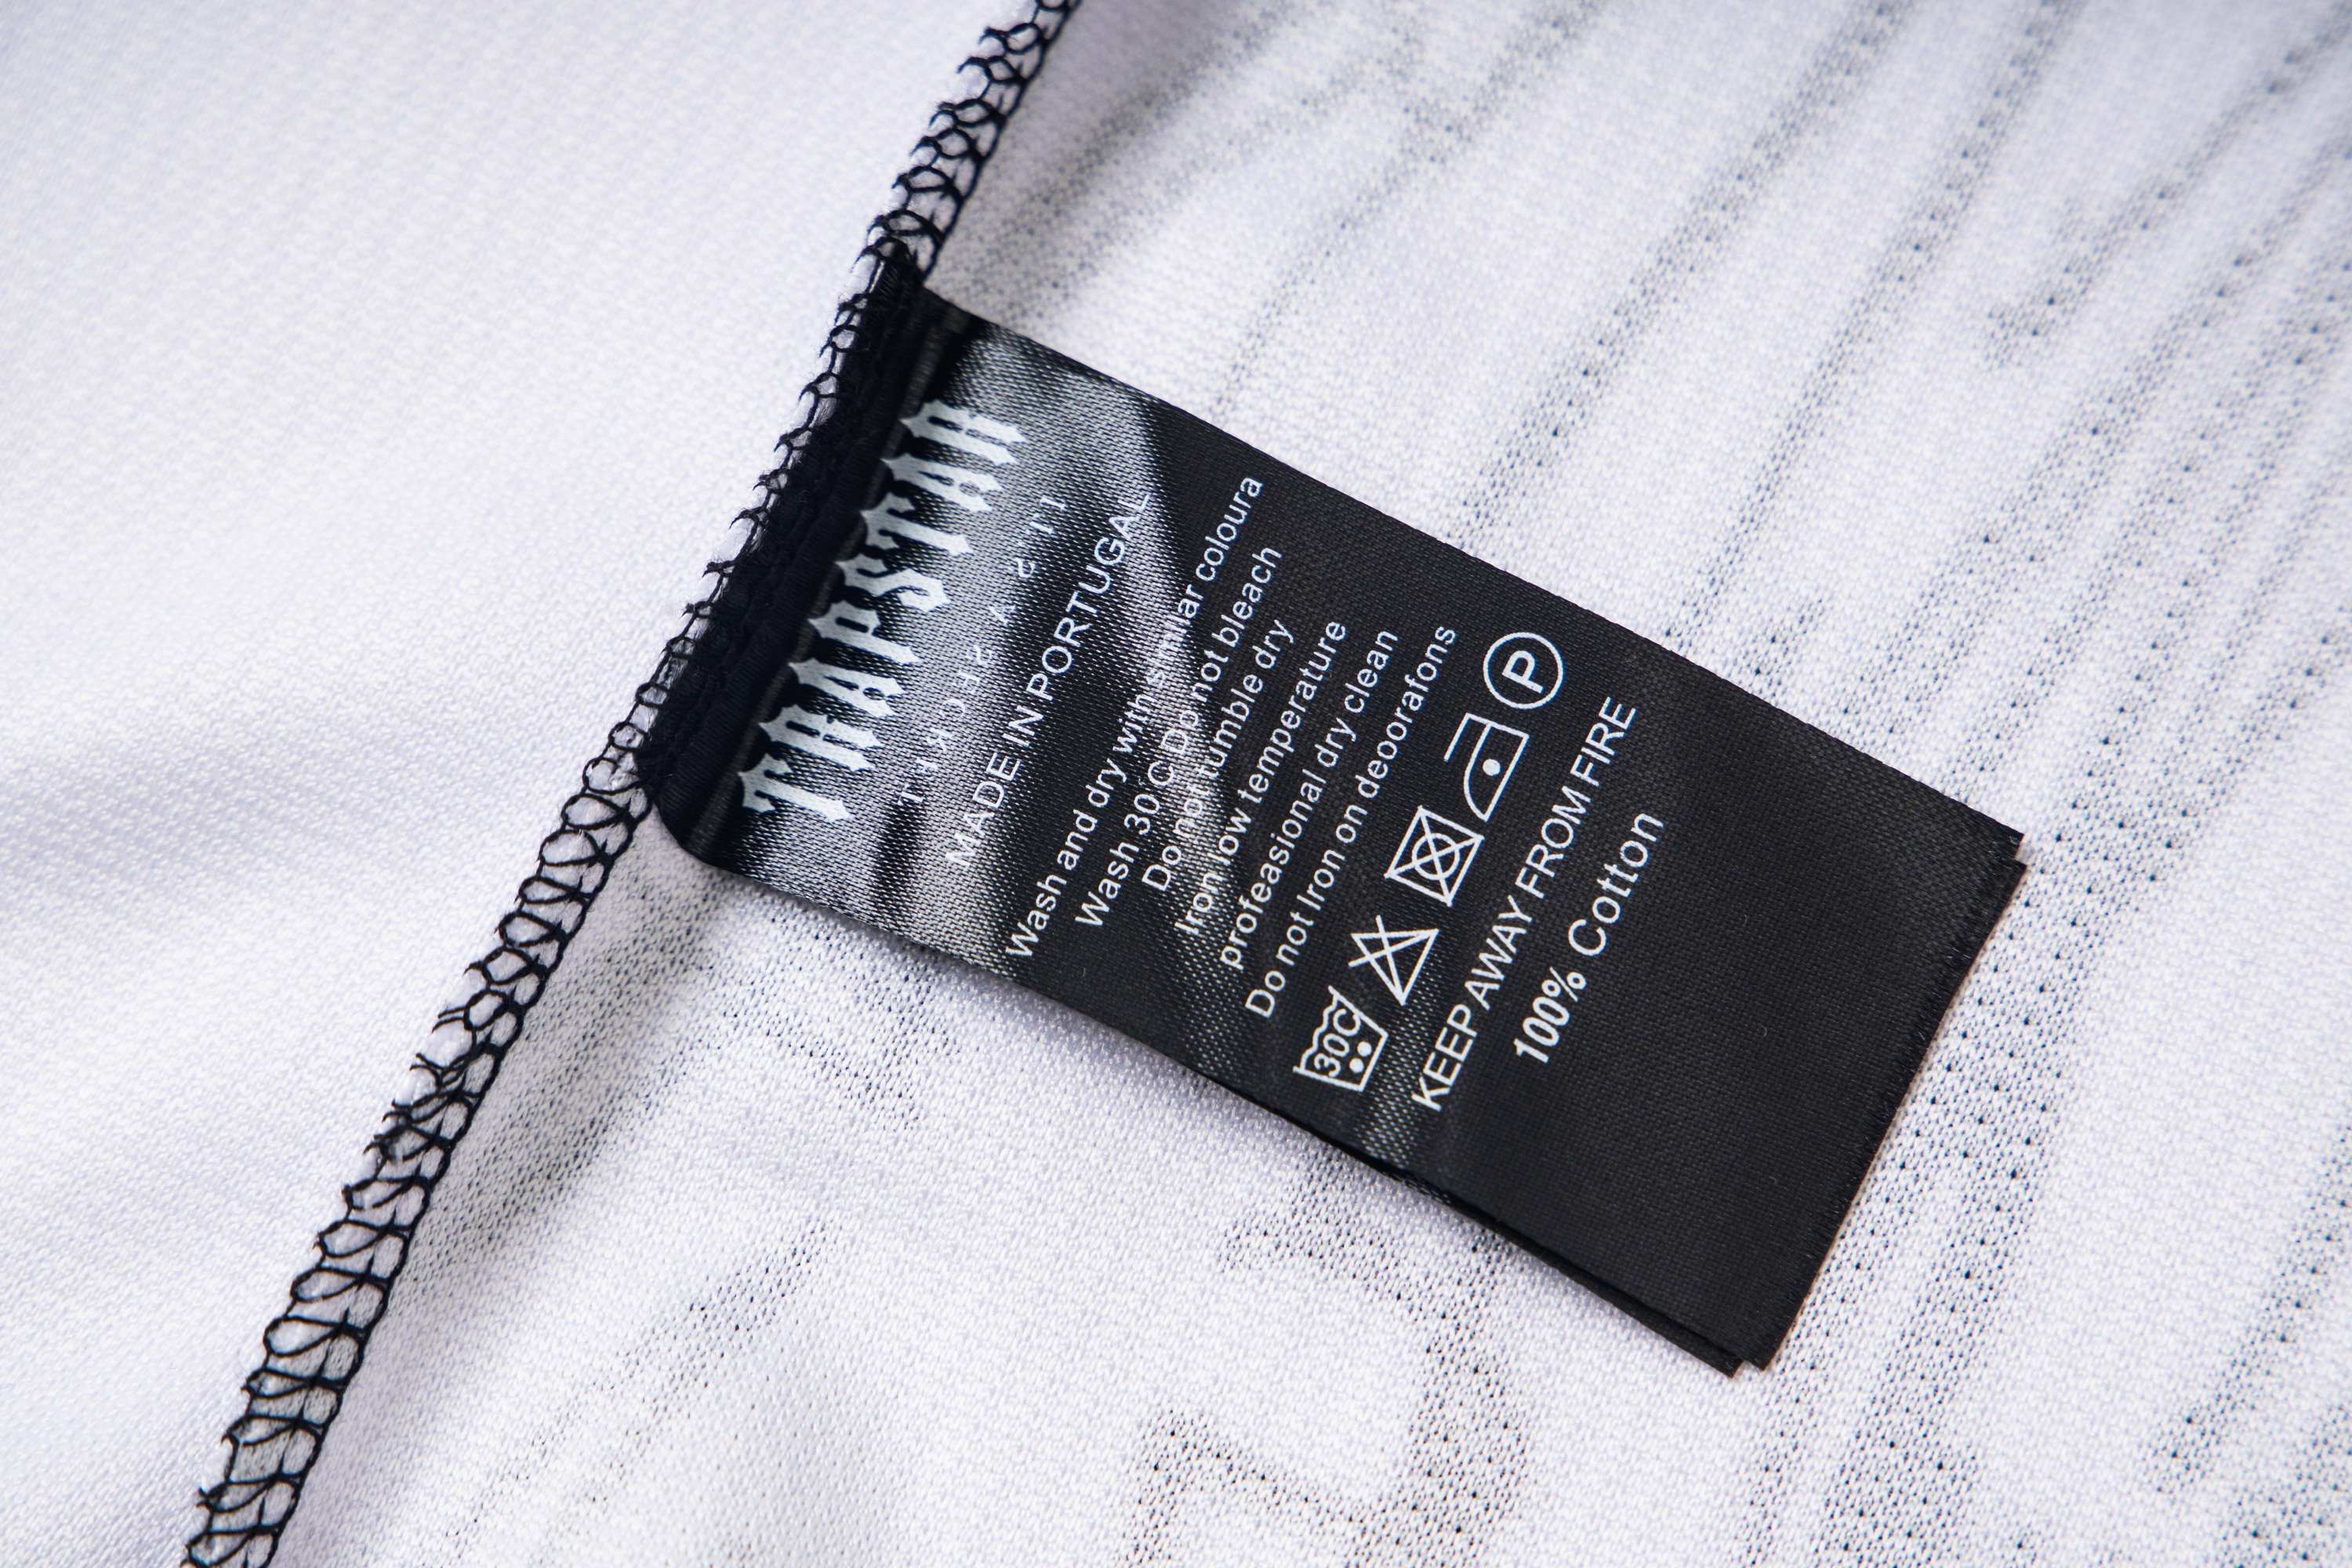 TRAPSTAR
MADE IN PORTUGAL
Wash and dry with similar coloura
Wash 30°C Do not bleach
Do not tumble dry
Iron low temperature
profeasional dry clean
Do not Iron on deoorafons
30C P
KEEP AWAY FROM FIRE
100% Cotton